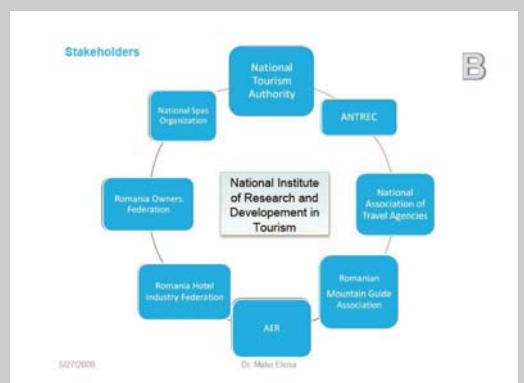 Stakeholders
B
National
Tourism
Authority
ANTREC
National
Association of
Travel Agencies
Romanian
Mountain Guide
Association
AER
Romania Hotel
Industry Federation
Romania Owners
Federation
National Spas
Organization
National Institute
of Research and
Developement in
Tourism
5/27/2008
Dr. Matei Elena